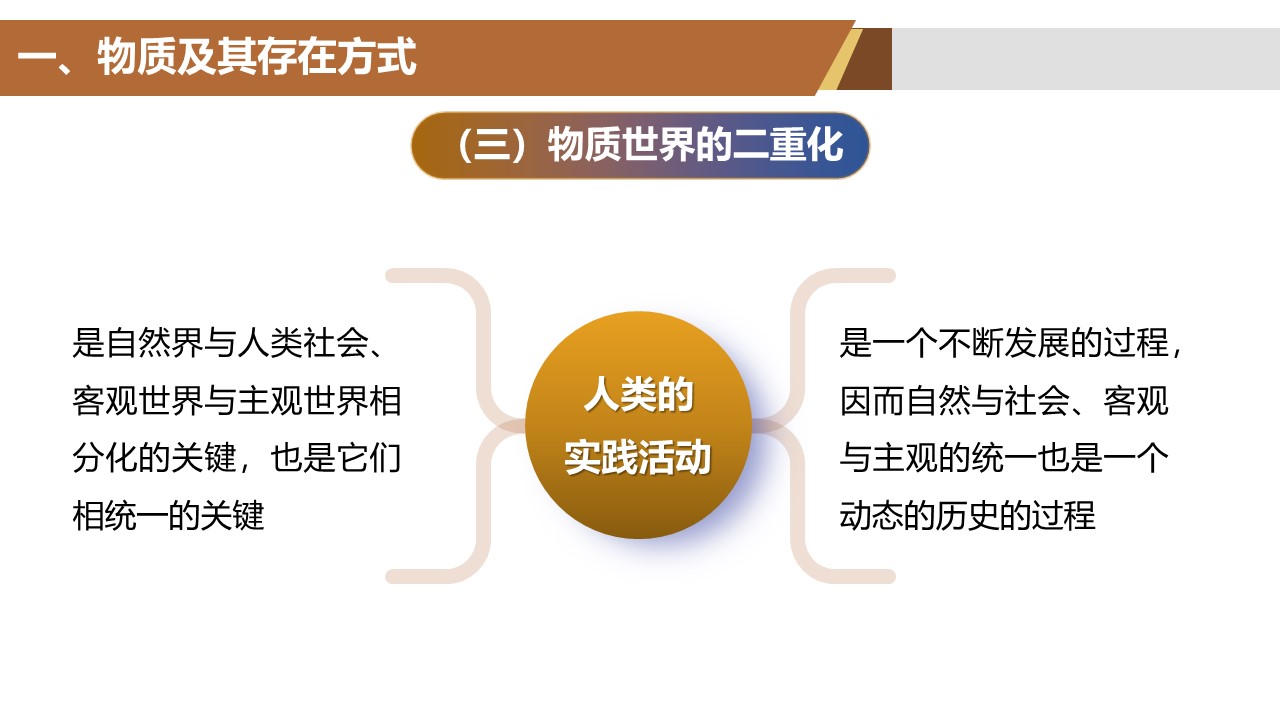 一、物质及其存在方式
（三）物质世界的二重化
是自然界与人类社会、
客观世界与主观世界相
分化的关键，也是它们
相统一的关键
人类的
实践活动
是一个不断发展的过程，
因而自然与社会、客观
与主观的统一也是一个
动态的历史的过程